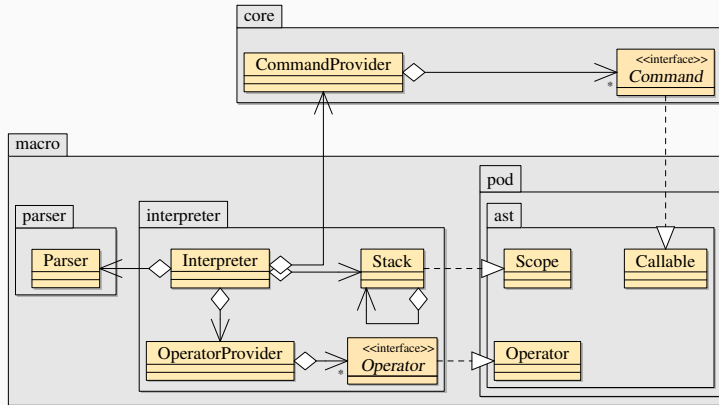 core
CommandProvider
<<interface>>
Command
*
macro
pod
parser
interpreter
ast
Parser
Interpreter
Stack
Scope
Callable
OperatorProvider
<<interface>>
Operator
*
Operator